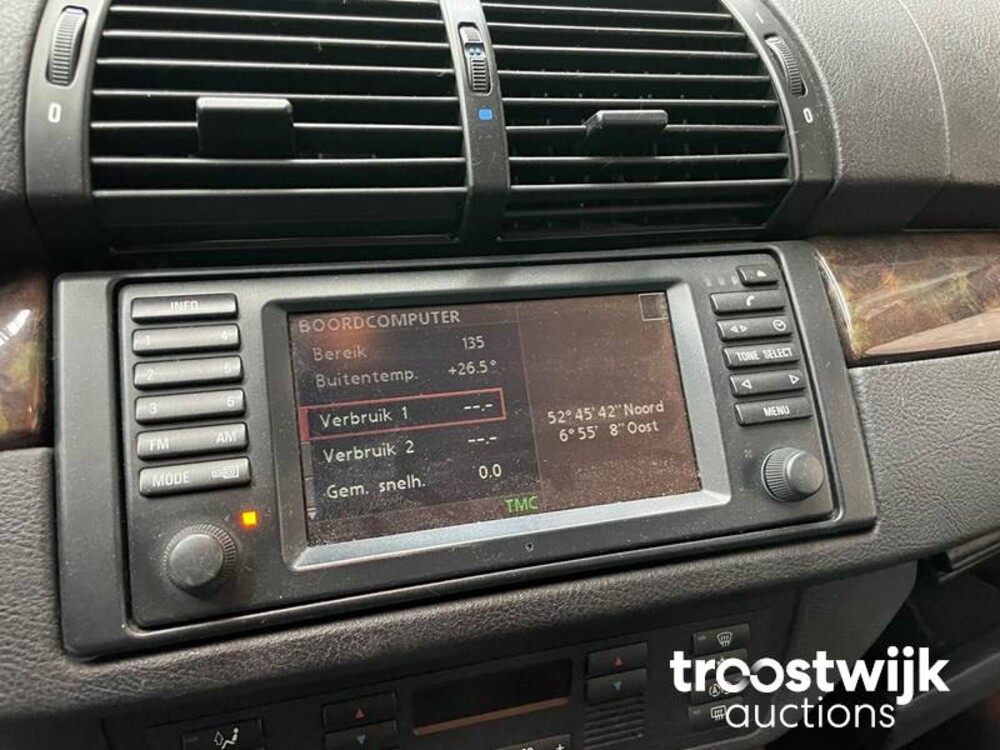 0
0
INFO
1 4
2 5
3 6
FM AM
MODE
BOORDCOMPUTER
Bereik 135
Buitentemp. +26.5°
Verbruik 1 --.-
Verbruik 2 --.-
Gem. snelh. 0.0
52° 45' 42" Noord
6° 55' 8" Oost
TMC
TONE SELECT
MENU
troostwijk
auctions